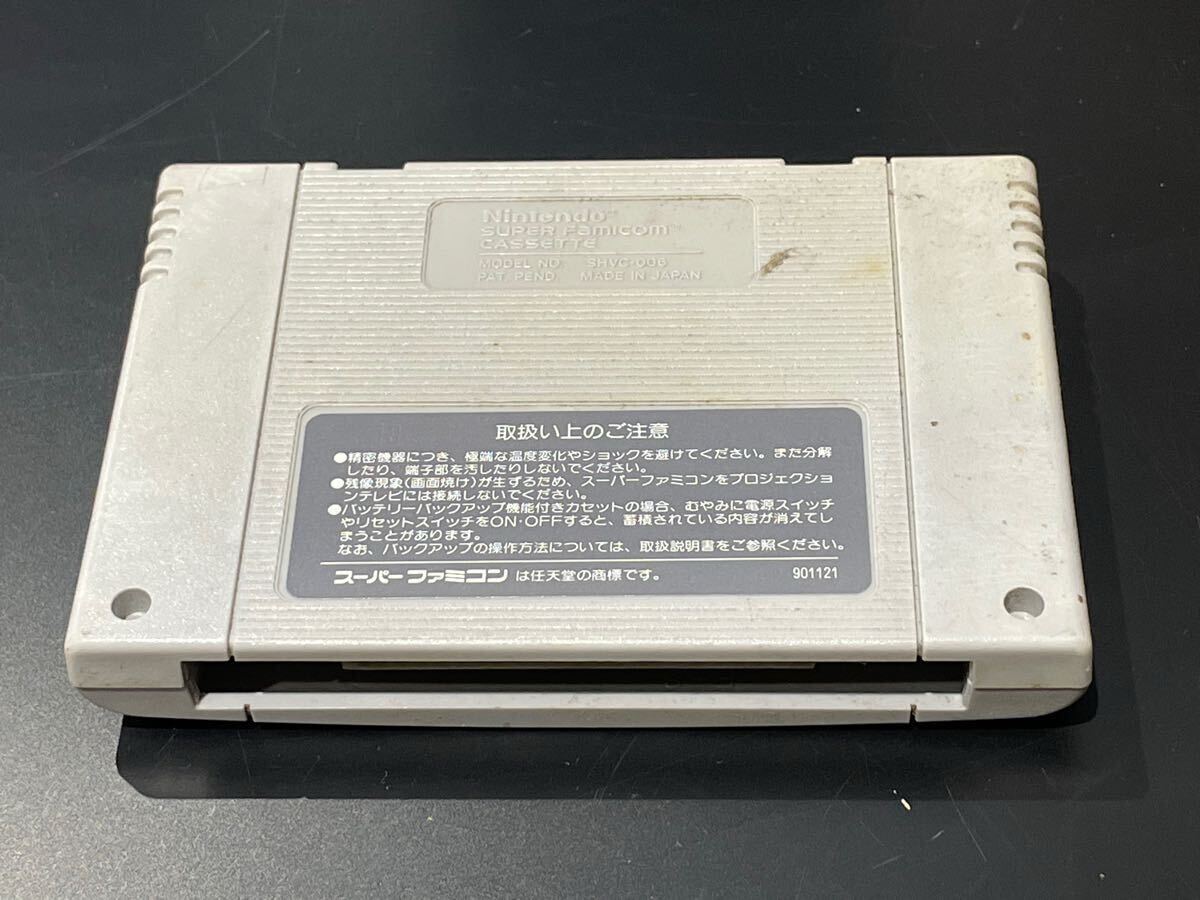 Nintendo™
SUPER Famicom™
CASSETTE
MODEL NO. SHVC-006
PAT. PEND. MADE IN JAPAN
取扱い上のご注意
●精密機器につき、極端な温度変化やショックを避けてください。また分解
したり、端子部を汚したりしないでください。
●残像現象(画面焼け)が生ずるため、スーパーファミコンをプロジェクショ
ンテレビには接続しないでください。
●バッテリーバックアップ機能付きカセットの場合、むやみに電源スイッチ
やリセットスイッチをON・OFFすると、蓄積されている内容が消えてし
まうことがあります。
なお、バックアップの操作方法については、取扱説明書をご参照ください。
スーパーファミコン は任天堂の商標です。 901121